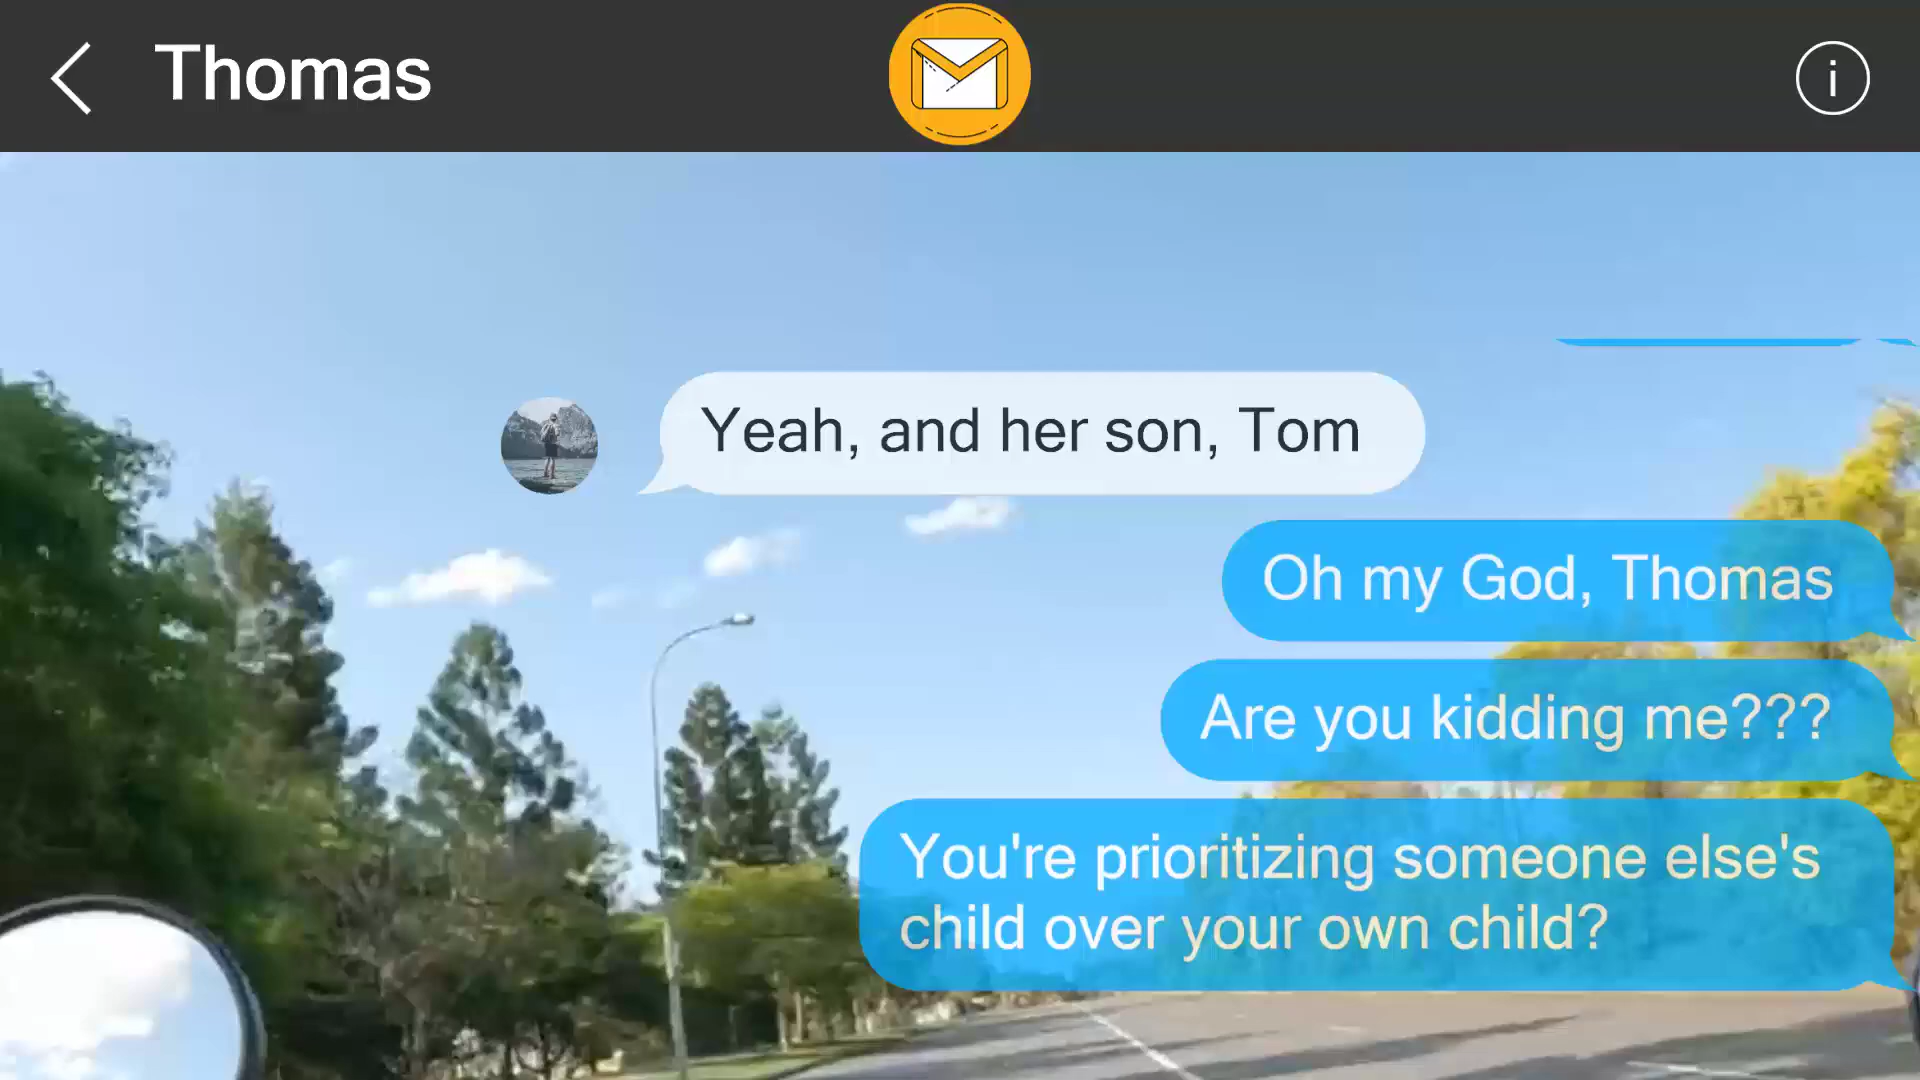 Thomas
Yeah, and her son, Tom
Oh my God, Thomas
Are you kidding me???
You're prioritizing someone else's
child over your own child?